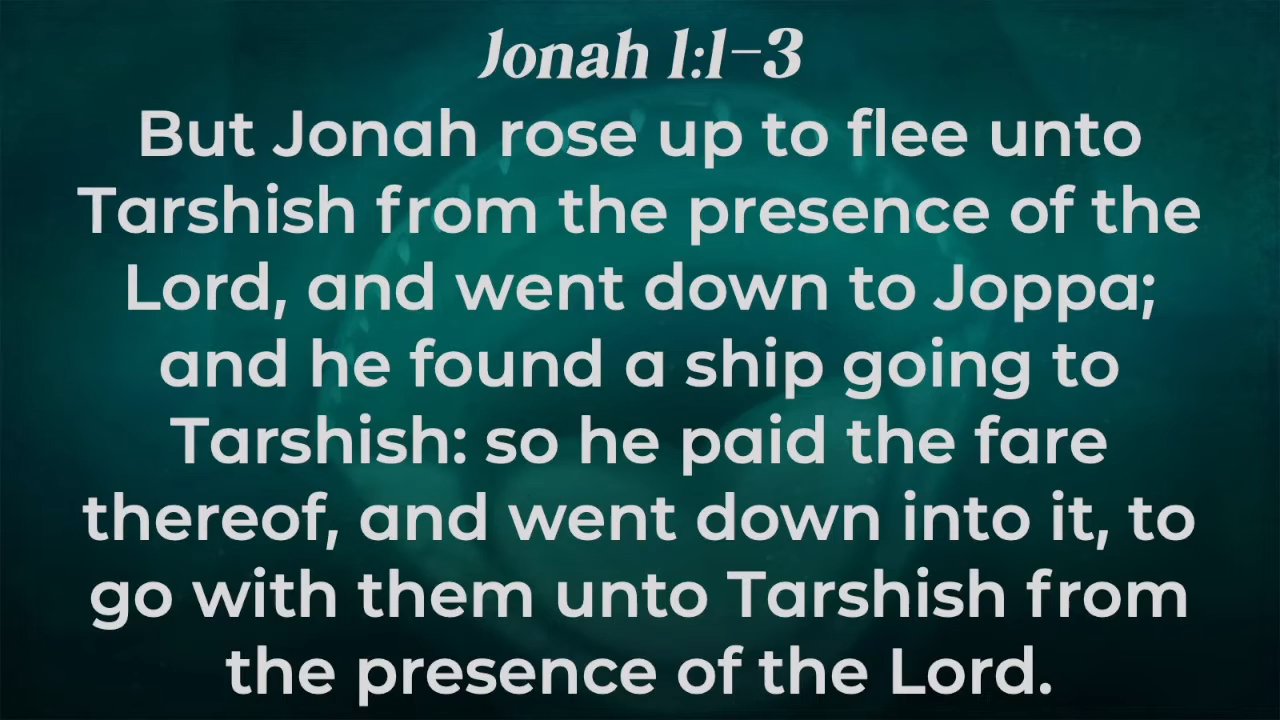 Jonah 1:1–3
But Jonah rose up to flee unto
Tarshish from the presence of the
Lord, and went down to Joppa;
and he found a ship going to
Tarshish: so he paid the fare
thereof, and went down into it, to
go with them unto Tarshish from
the presence of the Lord.